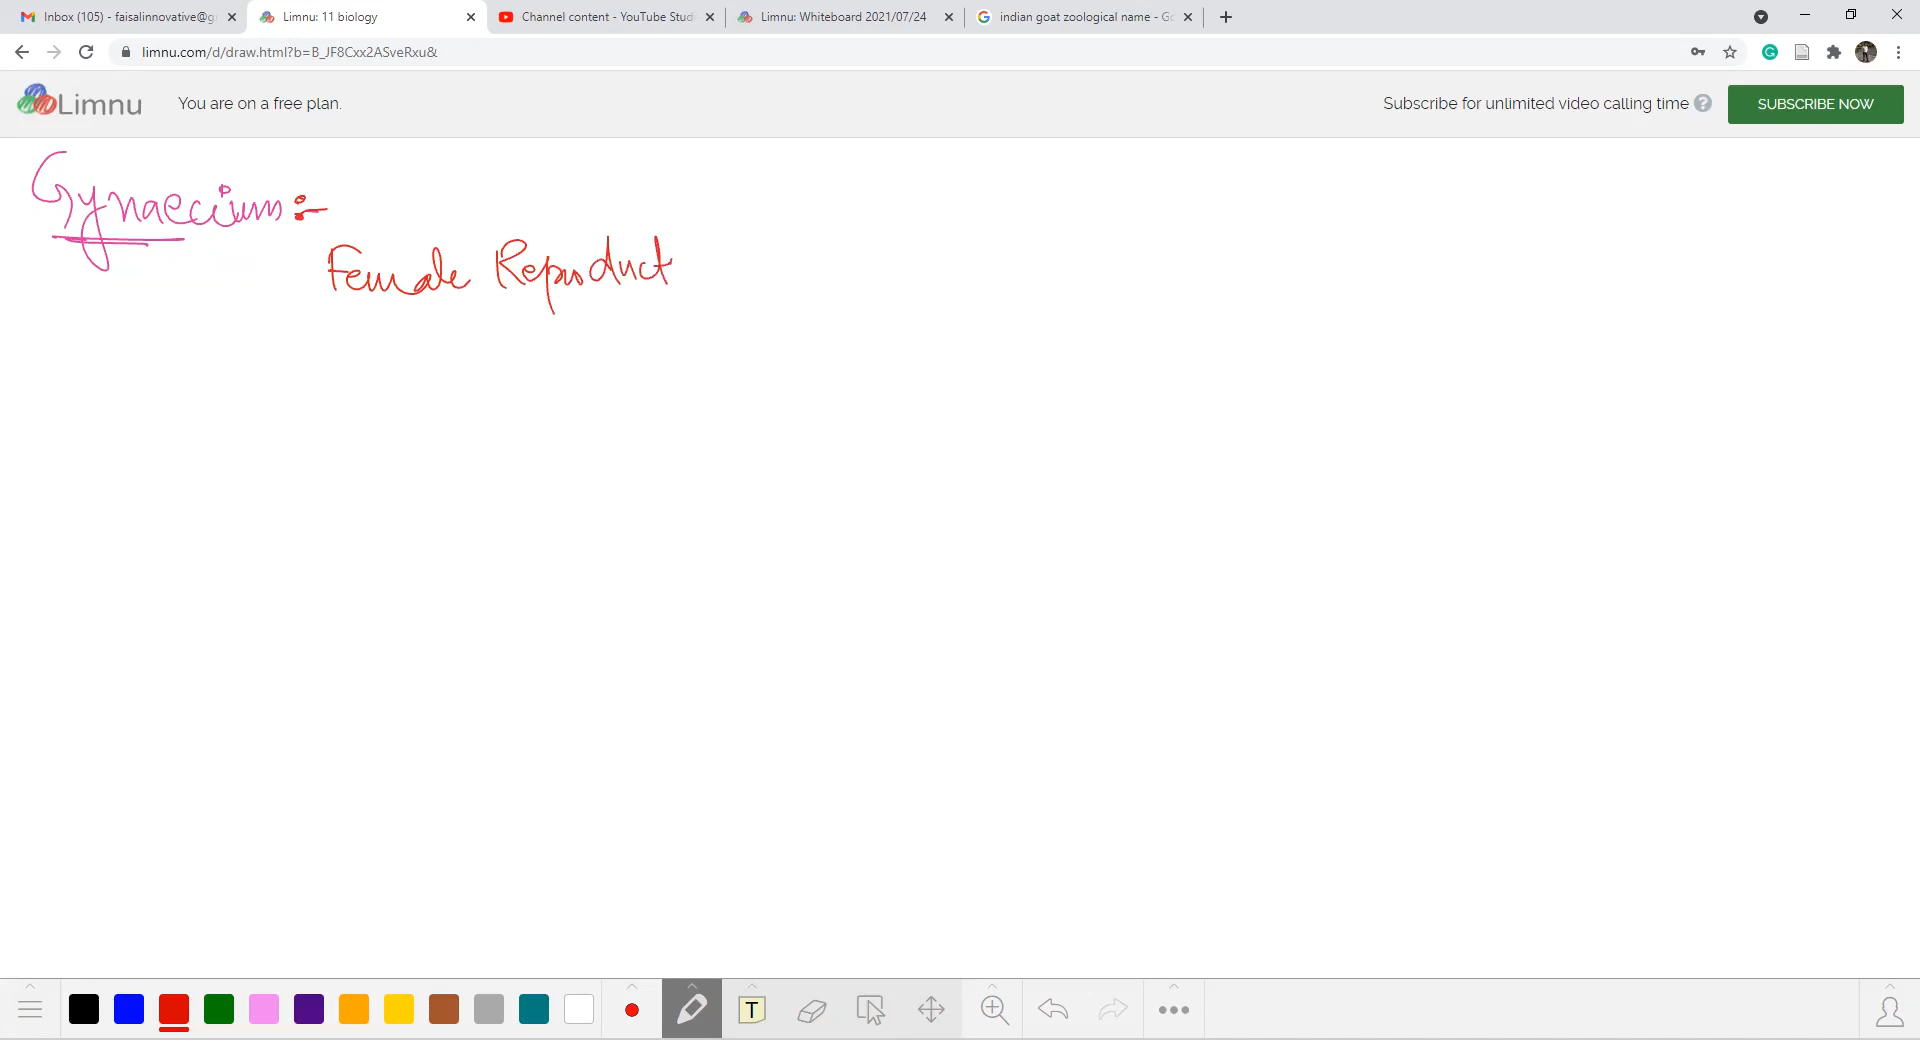 Inbox (105) - faisalinnovative@g
Limnu: 11 biology
Channel content - YouTube Stud
Limnu: Whiteboard 2021/07/24
indian goat zoological name - Go
limnu.com/d/draw.html?b=B_JF8Cxx2ASveRxu&
Limnu
You are on a free plan.
Subscribe for unlimited video calling time ?
SUBSCRIBE NOW
Gynaecium :-
Female Reproduct
T